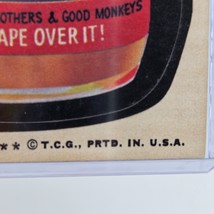 OTHERS & GOOD MONKEYS
APE OVER IT!
** © T.C.G., PRTD. IN U.S.A.